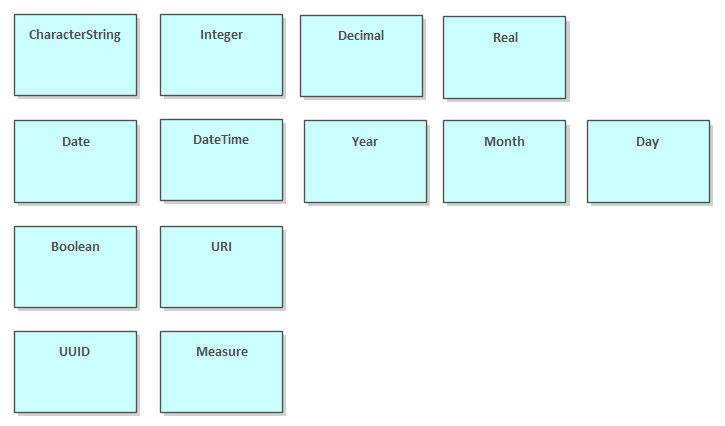 CharacterString
Integer
Decimal
Real
Date
DateTime
Year
Month
Day
Boolean
URI
UUID
Measure